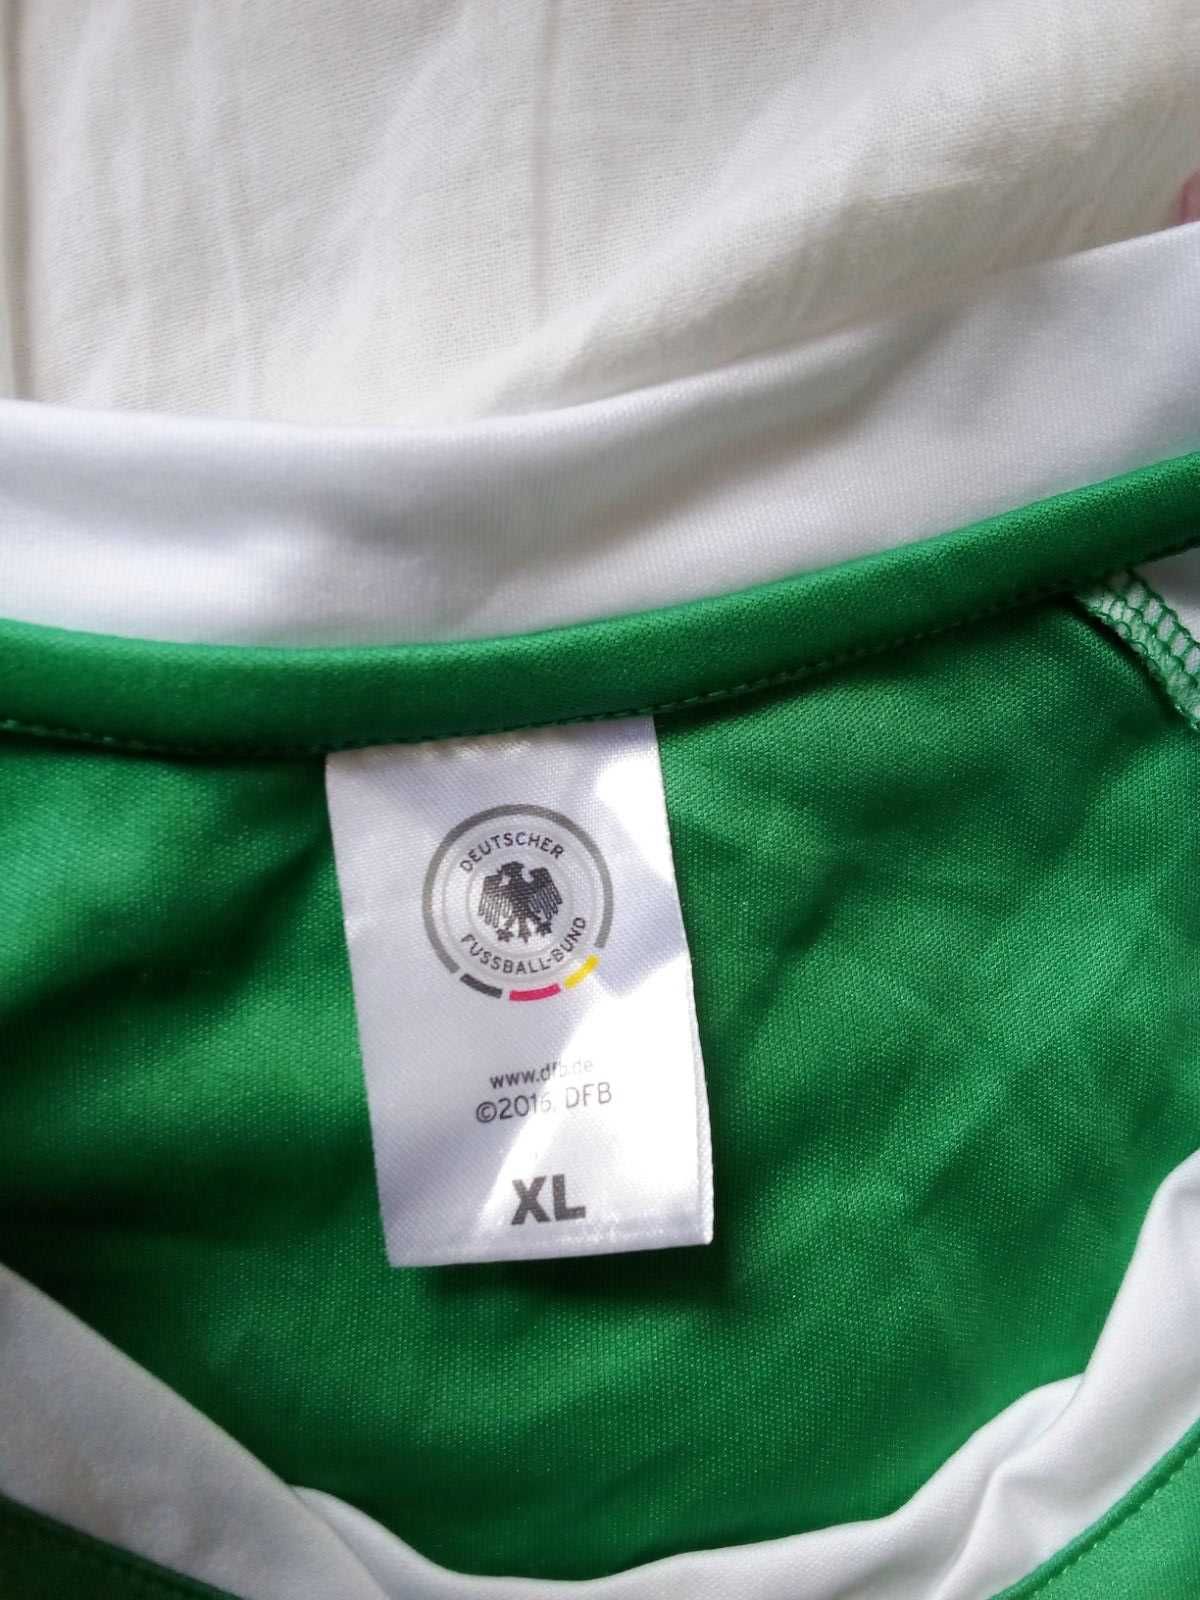 DEUTSCHER
FUSSBALL-BUND
www.dfb.de
©2016, DFB
XL